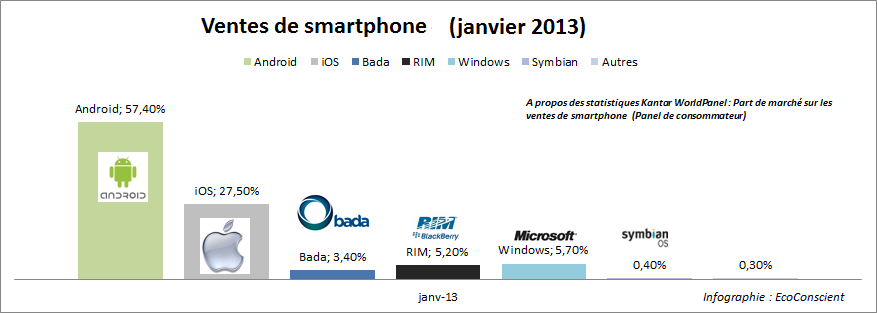 Ventes de smartphone (janvier 2013)
Android iOS Bada RIM Windows Symbian Autres
A propos des statistiques Kantar WorldPanel : Part de marché sur les
ventes de smartphone (Panel de consommateur)
Android; 57,40%
ANDROID
iOS; 27,50%
bada
Bada; 3,40%
RIM
BlackBerry
RIM; 5,20%
Microsoft
Windows; 5,70%
symbian
OS
0,40%
0,30%
janv-13
Infographie : EcoConscient